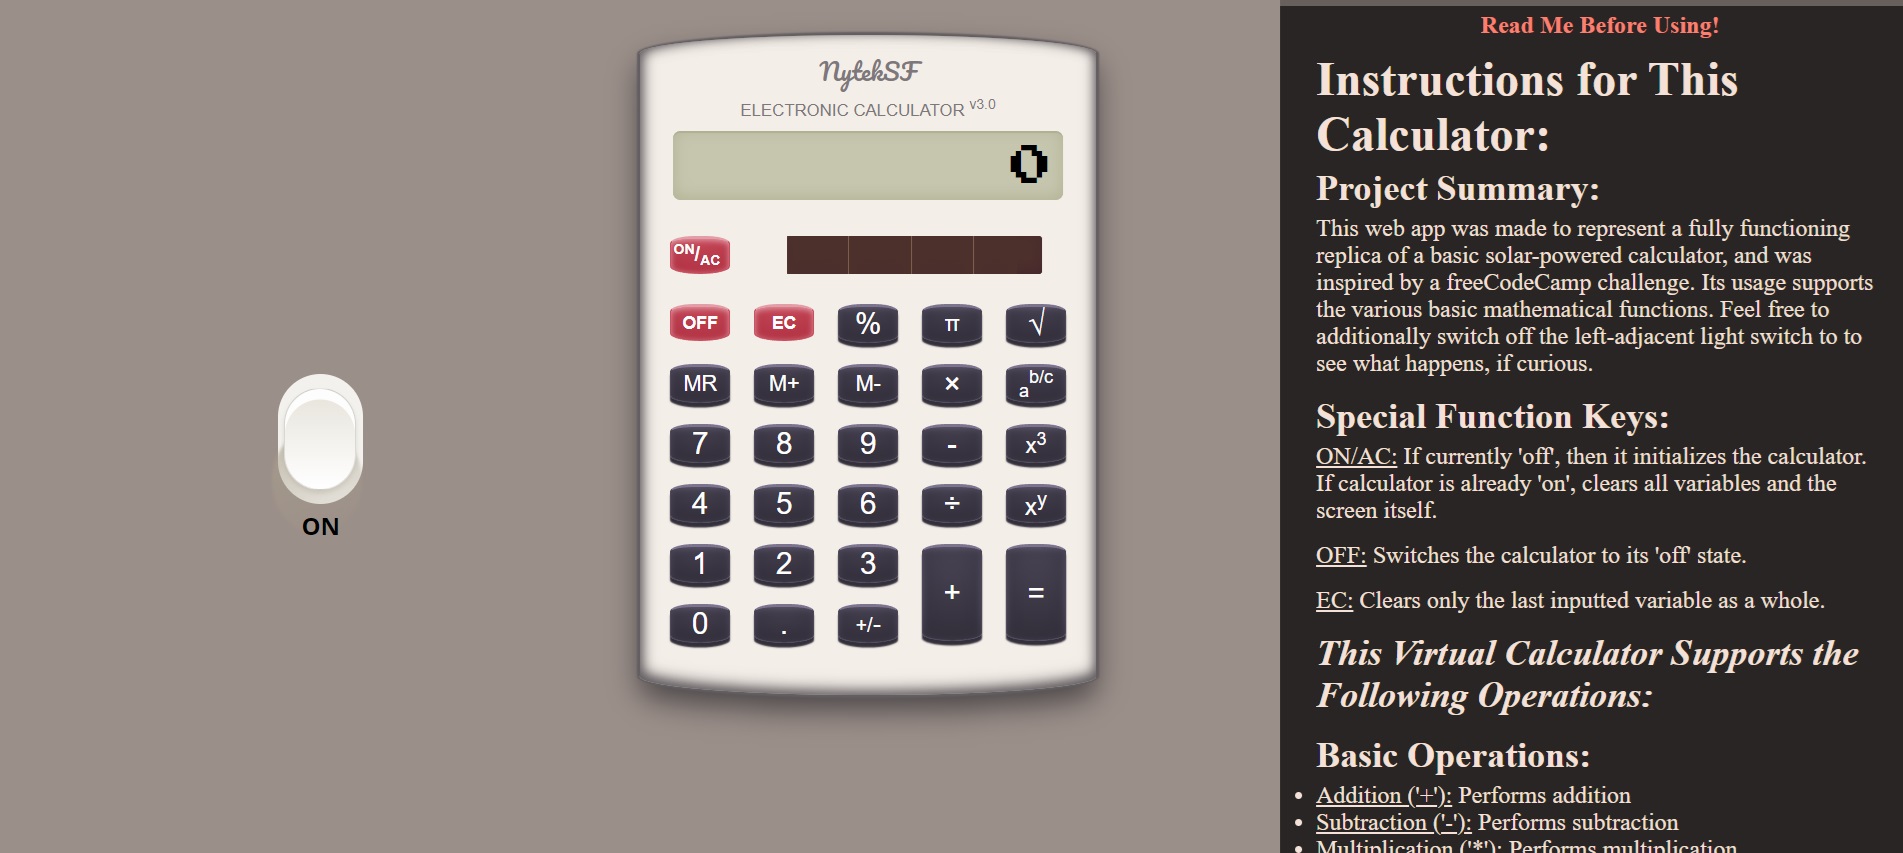 NytekSF
ELECTRONIC CALCULATOR v3.0
0
ON/AC
OFF EC % π √
MR M+ M- × a b/c
7 8 9 - x³
4 5 6 ÷ xʸ
1 2 3 + =
0 . +/−
ON
Read Me Before Using!
Instructions for This
Calculator:
Project Summary:
This web app was made to represent a fully functioning
replica of a basic solar-powered calculator, and was
inspired by a freeCodeCamp challenge. Its usage supports
the various basic mathematical functions. Feel free to
additionally switch off the left-adjacent light switch to to
see what happens, if curious.
Special Function Keys:
ON/AC: If currently 'off', then it initializes the calculator.
If calculator is already 'on', clears all variables and the
screen itself.
OFF: Switches the calculator to its 'off' state.
EC: Clears only the last inputted variable as a whole.
This Virtual Calculator Supports the
Following Operations:
Basic Operations:
• Addition ('+'): Performs addition
• Subtraction ('-'): Performs subtraction
• Multiplication ('*'): Performs multiplication